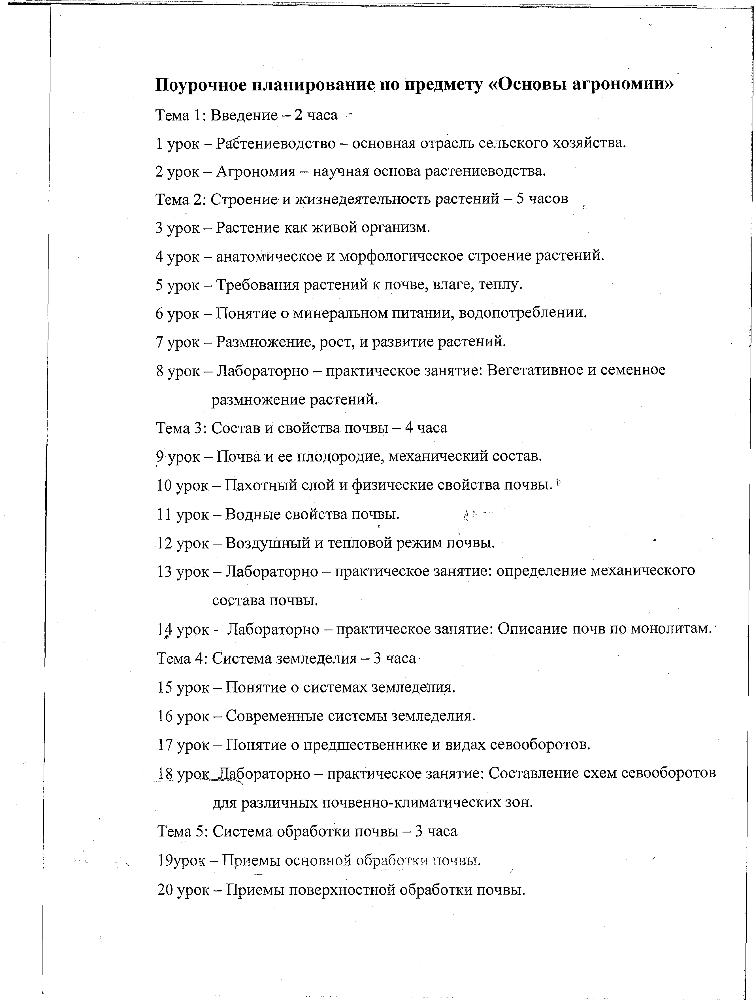 Поурочное планирование по предмету «Основы агрономии»
Тема 1: Введение – 2 часа
1 урок – Растениеводство – основная отрасль сельского хозяйства.
2 урок – Агрономия – научная основа растениеводства.
Тема 2: Строение и жизнедеятельность растений – 5 часов
3 урок – Растение как живой организм.
4 урок – анатомическое и морфологическое строение растений.
5 урок – Требования растений к почве, влаге, теплу.
6 урок – Понятие о минеральном питании, водопотреблении.
7 урок – Размножение, рост, и развитие растений.
8 урок – Лабораторно – практическое занятие: Вегетативное и семенное
размножение растений.
Тема 3: Состав и свойства почвы – 4 часа
9 урок – Почва и ее плодородие, механический состав.
10 урок – Пахотный слой и физические свойства почвы.
11 урок – Водные свойства почвы.
12 урок – Воздушный и тепловой режим почвы.
13 урок – Лабораторно – практическое занятие: определение механического
состава почвы.
14 урок - Лабораторно – практическое занятие: Описание почв по монолитам.
Тема 4: Система земледелия – 3 часа
15 урок – Понятие о системах земледелия.
16 урок – Современные системы земледелия.
17 урок – Понятие о предшественнике и видах севооборотов.
18 урок Лабораторно – практическое занятие: Составление схем севооборотов
для различных почвенно-климатических зон.
Тема 5: Система обработки почвы – 3 часа
19урок – Приемы основной обработки почвы.
20 урок – Приемы поверхностной обработки почвы.